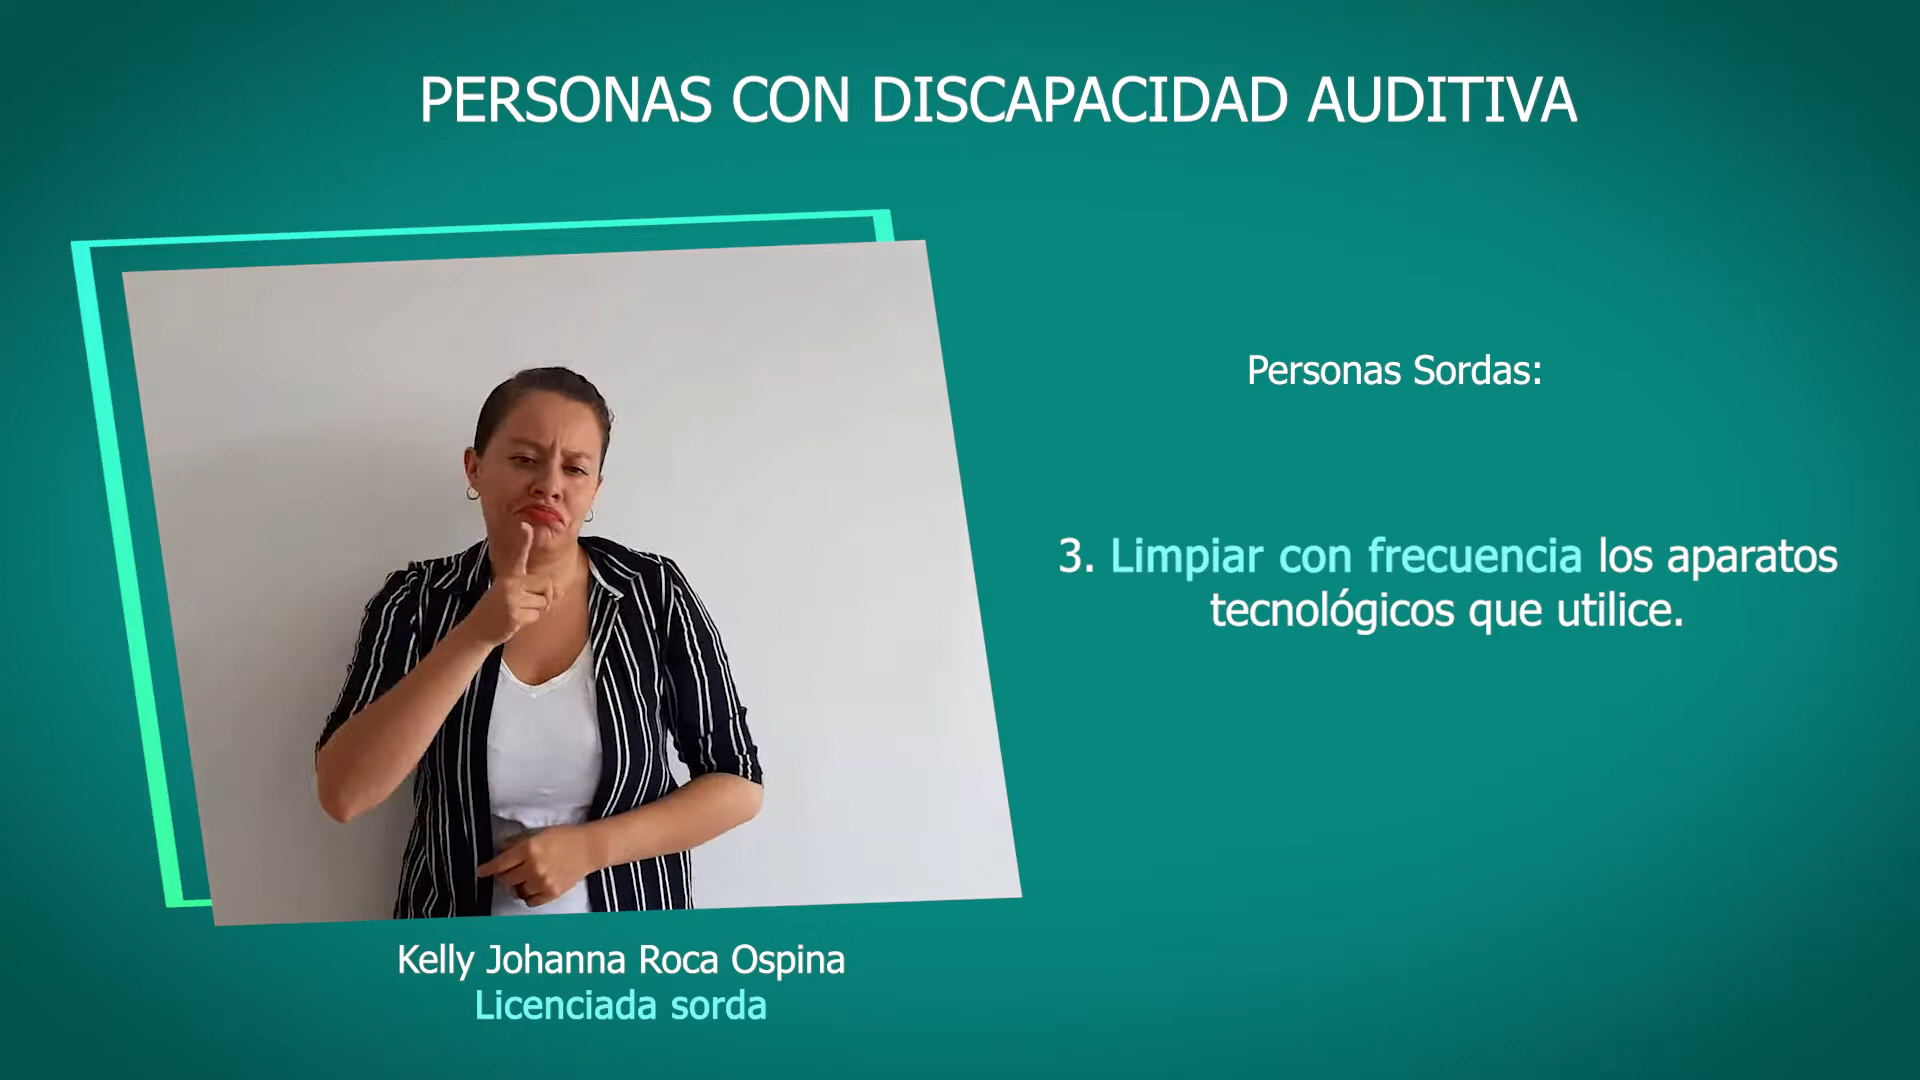 PERSONAS CON DISCAPACIDAD AUDITIVA
Personas Sordas:
3. Limpiar con frecuencia los aparatos
tecnológicos que utilice.
Kelly Johanna Roca Ospina
Licenciada sorda